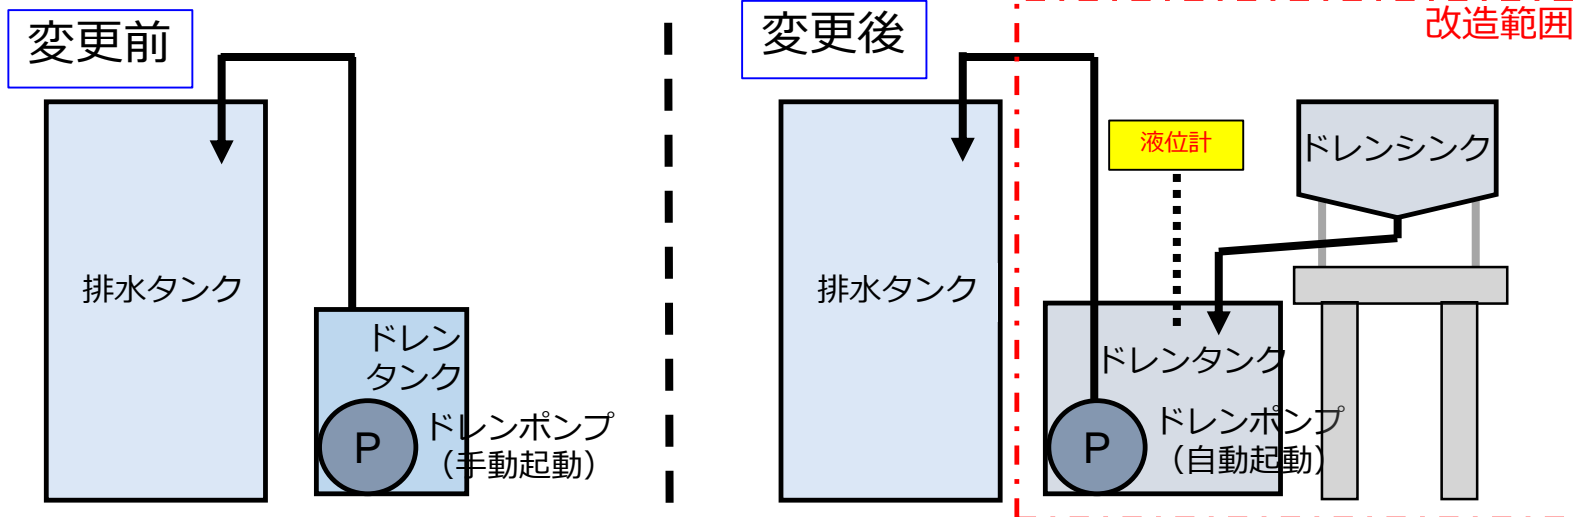 変更前
排水タンク
ドレン
タンク
P
ドレンポンプ
（手動起動）
変更後
改造範囲
液位計
ドレンシンク
排水タンク
ドレンタンク
P
ドレンポンプ
（自動起動）